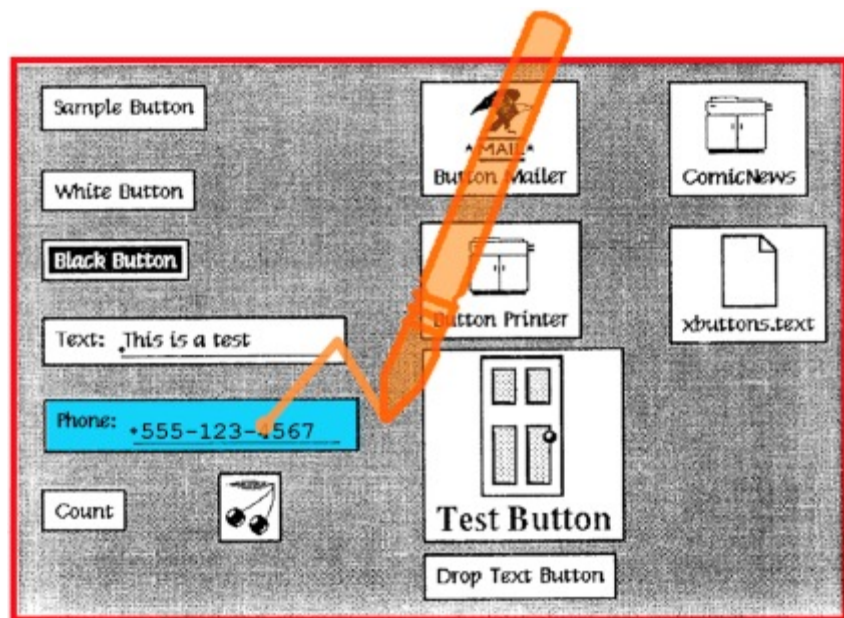 Sample Button
White Button
Black Button
Text: This is a test
Phone: 555-123-4567
Count
MAIL
Button Mailer
Button Printer
Test Button
Drop Text Button
ComicNews
xbuttons.text